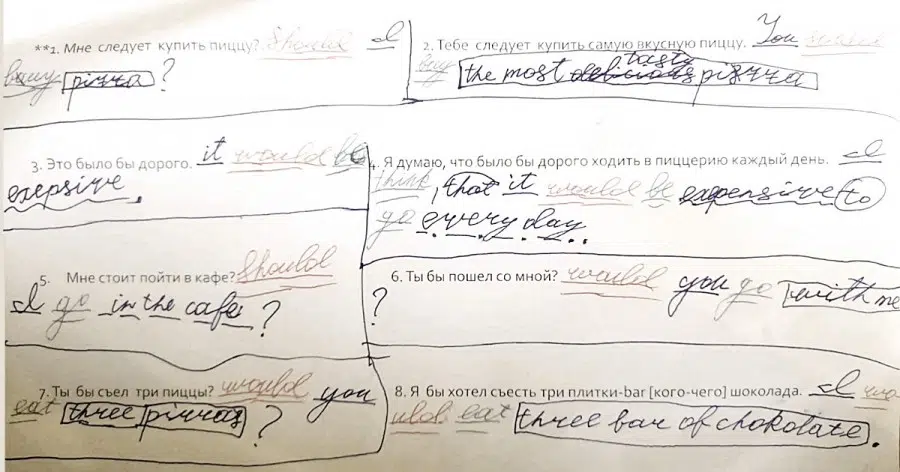 **1. Мне следует купить пиццу? Should I
buuy pizza?
2. Тебе следует купить самую вкусную пиццу. You should
buy the most delicious tasty pizza
3. Это было бы дорого. it would be
exepsive.
4. Я думаю, что было бы дорого ходить в пиццерию каждый день. I
think, that it would be expensive to
go every day.
5. Мне стоит пойти в кафе? Should
I go in the cafe?
6. Ты бы пошел со мной? would you go with me
?
7. Ты бы съел три пиццы? would you
eat three pizzas?
8. Я бы хотел съесть три плитки-bar [кого-чего] шоколада. I wo
uld eat three bar of chokolate.